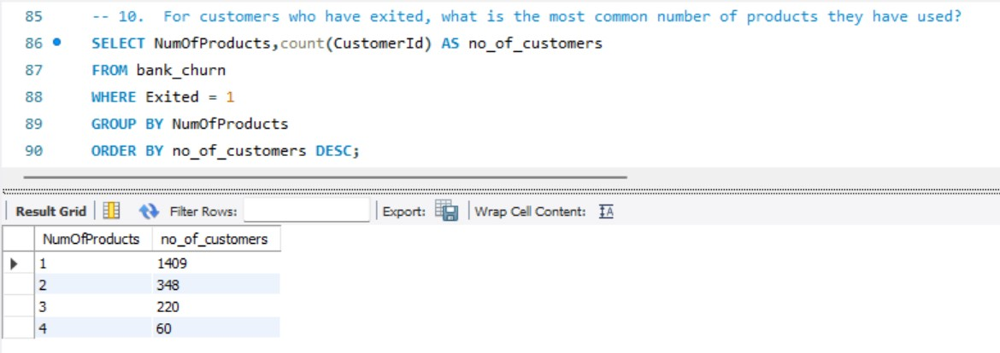 85 -- 10. For customers who have exited, what is the most common number of products they have used?
86 SELECT NumOfProducts,count(CustomerId) AS no_of_customers
87 FROM bank_churn
88 WHERE Exited = 1
89 GROUP BY NumOfProducts
90 ORDER BY no_of_customers DESC;
Result Grid Filter Rows: Export: Wrap Cell Content: IA
NumOfProducts no_of_customers
1 1409
2 348
3 220
4 60